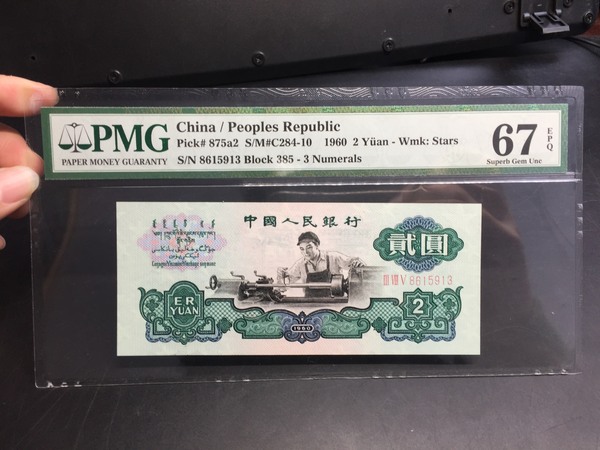 PMG
PAPER MONEY GUARANTY
China / Peoples Republic
Pick# 875a2 S/M#C284-10 1960 2 Yüan - Wmk: Stars
S/N 8615913 Block 385 - 3 Numerals
67
EPQ
Superb Gem Unc
中國人民銀行
貳圓
III VIII V 8615913
ER
YUAN
1960
2